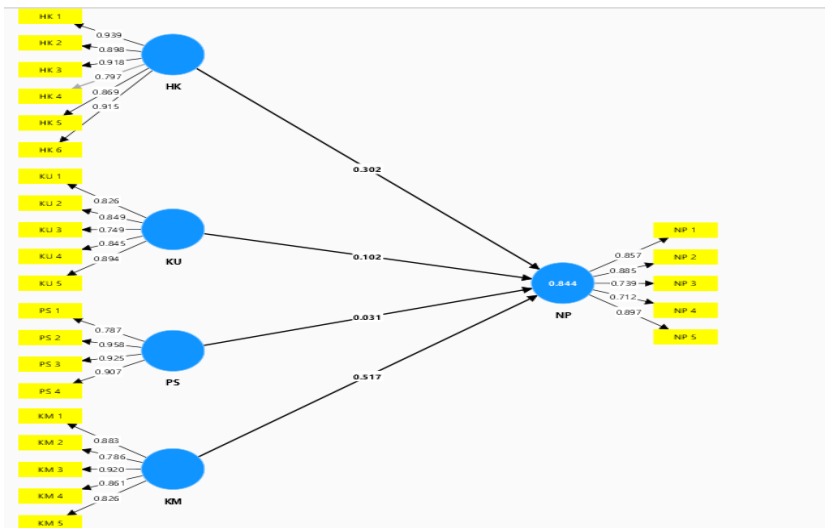 HK 1
0.939
HK 2
0.898
HK 3
0.918
HK 4
0.797
HK 5
0.869
HK 6
0.915
HK
0.302
KU 1
0.826
KU 2
0.849
KU 3
0.749
KU 4
0.845
KU 5
0.894
KU
0.102
PS 1
0.787
PS 2
0.958
PS 3
0.925
PS 4
0.907
PS
0.031
KM 1
0.883
KM 2
0.786
KM 3
0.920
KM 4
0.861
KM 5
0.826
KM
0.517
0.844
NP
NP 1
0.857
NP 2
0.885
NP 3
0.739
NP 4
0.712
NP 5
0.897